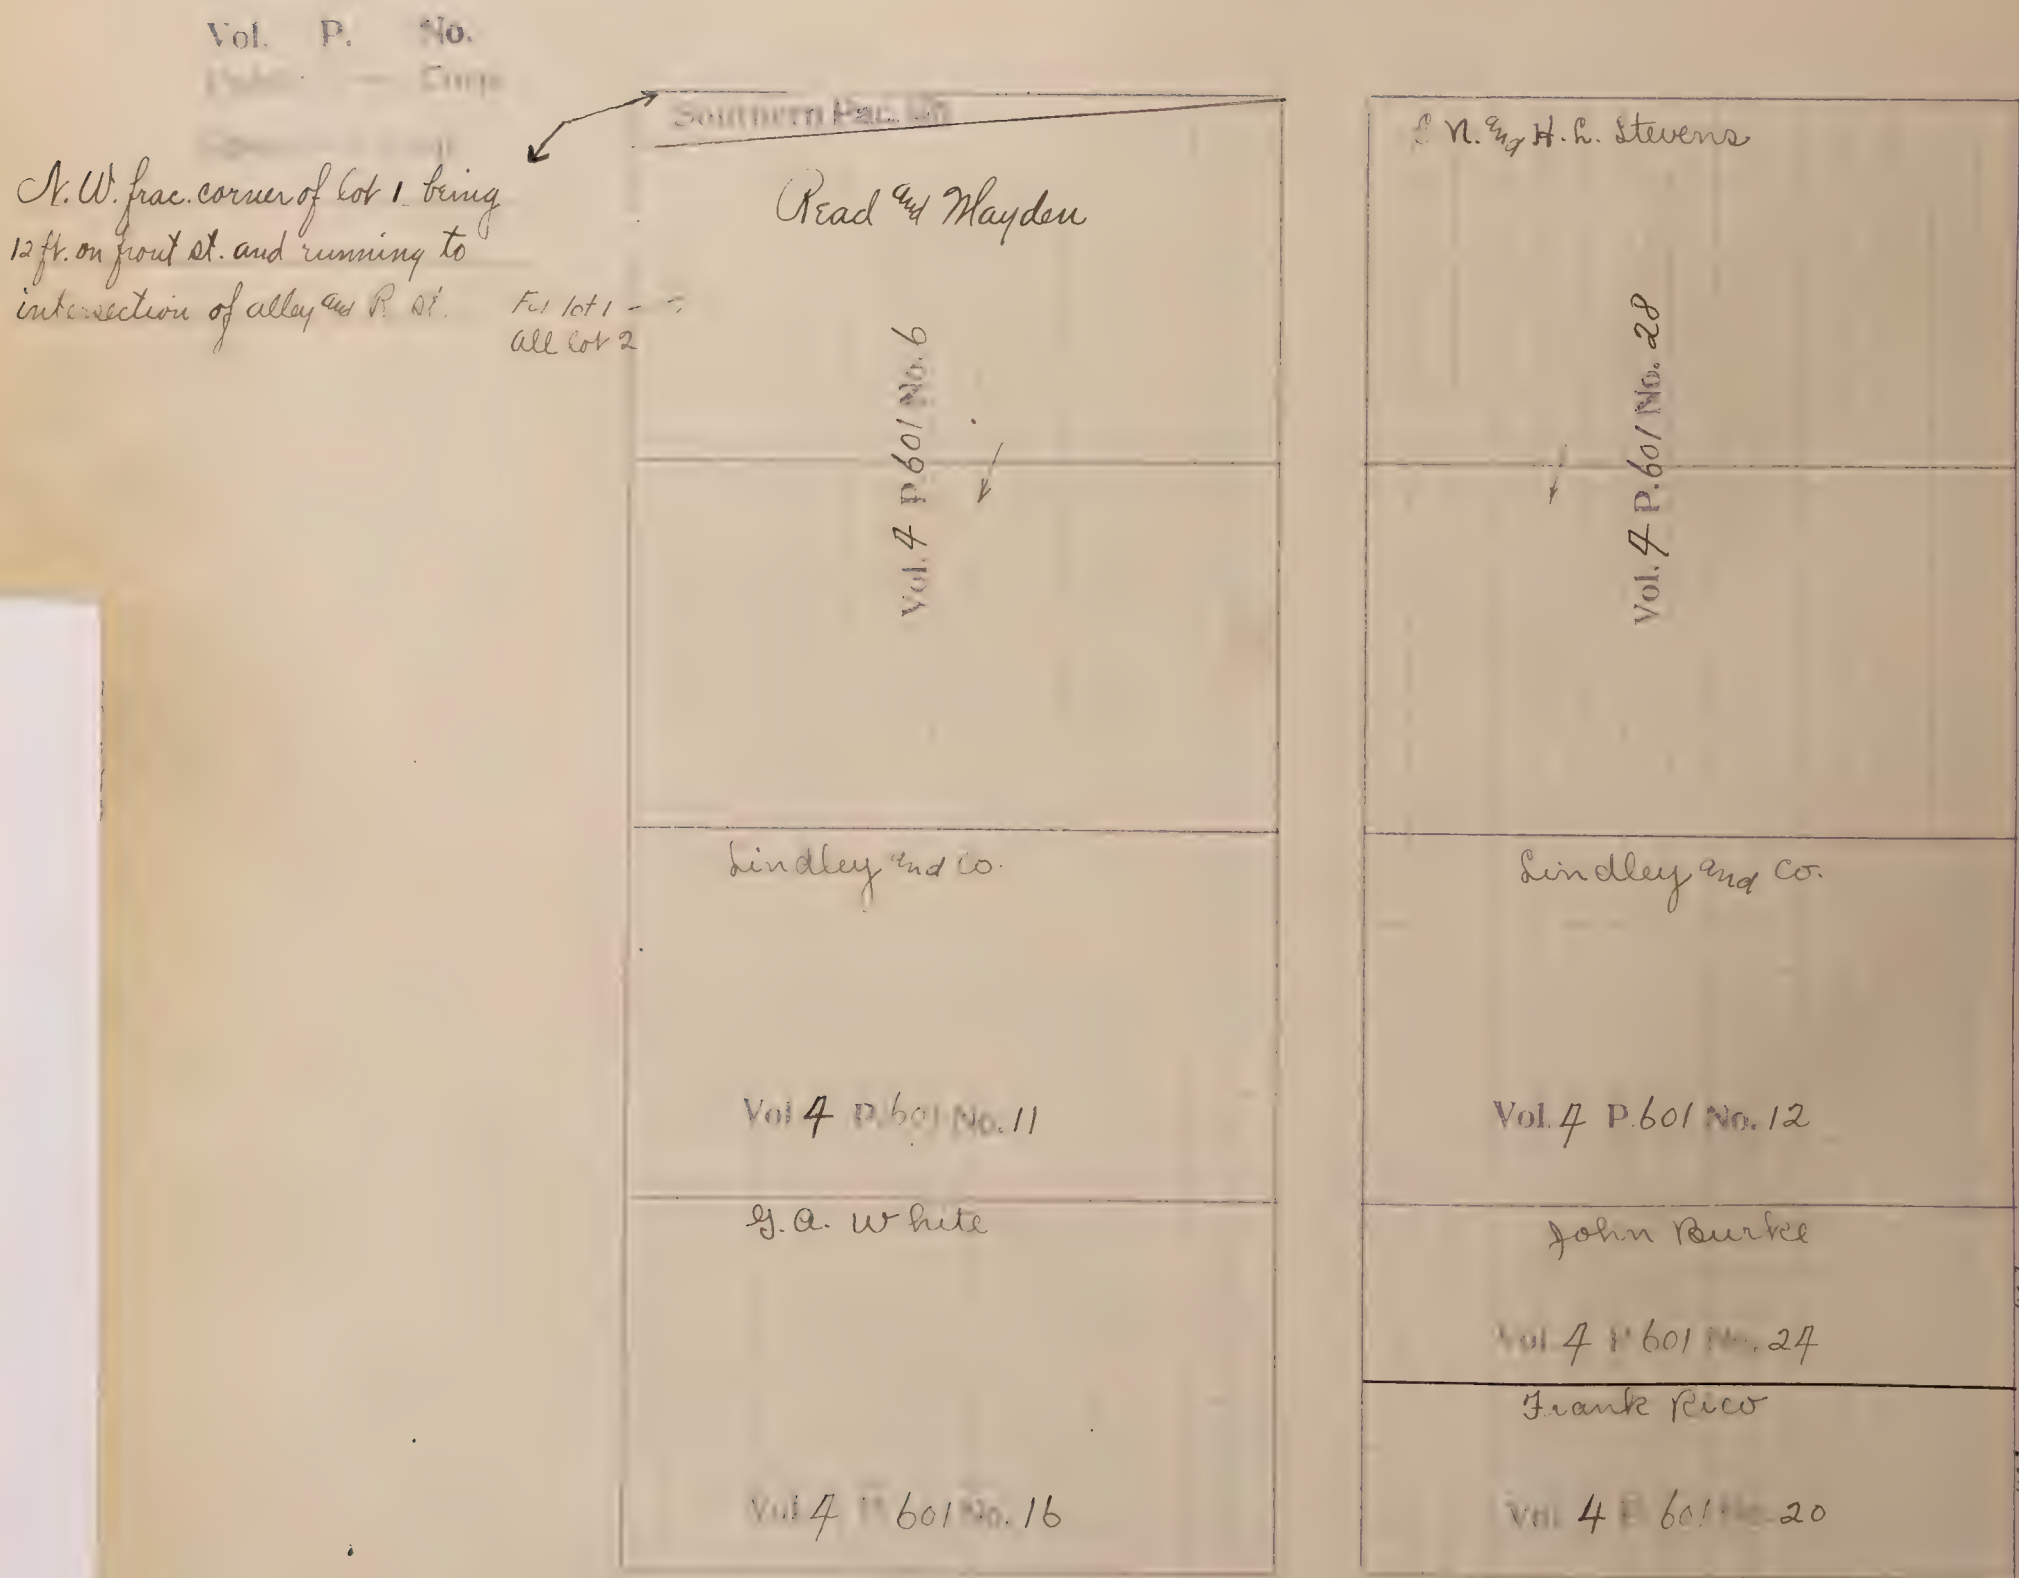 Vol. P. No.
N.W. frac. corner of lot 1 being
12 ft. on front st. and running to
intersection of alley and R. st.
lot 1
All lot 2
Southern Pac.
Read and Mayden
Vol. 4 P. 601 No. 6
N. and H. L. Stevens
Vol. 4 P. 601 No. 28
Lindley and Co.
Vol 4 P. 601 No. 11
Lindley and Co.
Vol. 4 P. 601 No. 12
G. A. White
Vol 4 P. 601 No. 16
John Burke
Vol. 4 P 601 No. 24
Frank Rico
Vol 4 P 601 No. 20